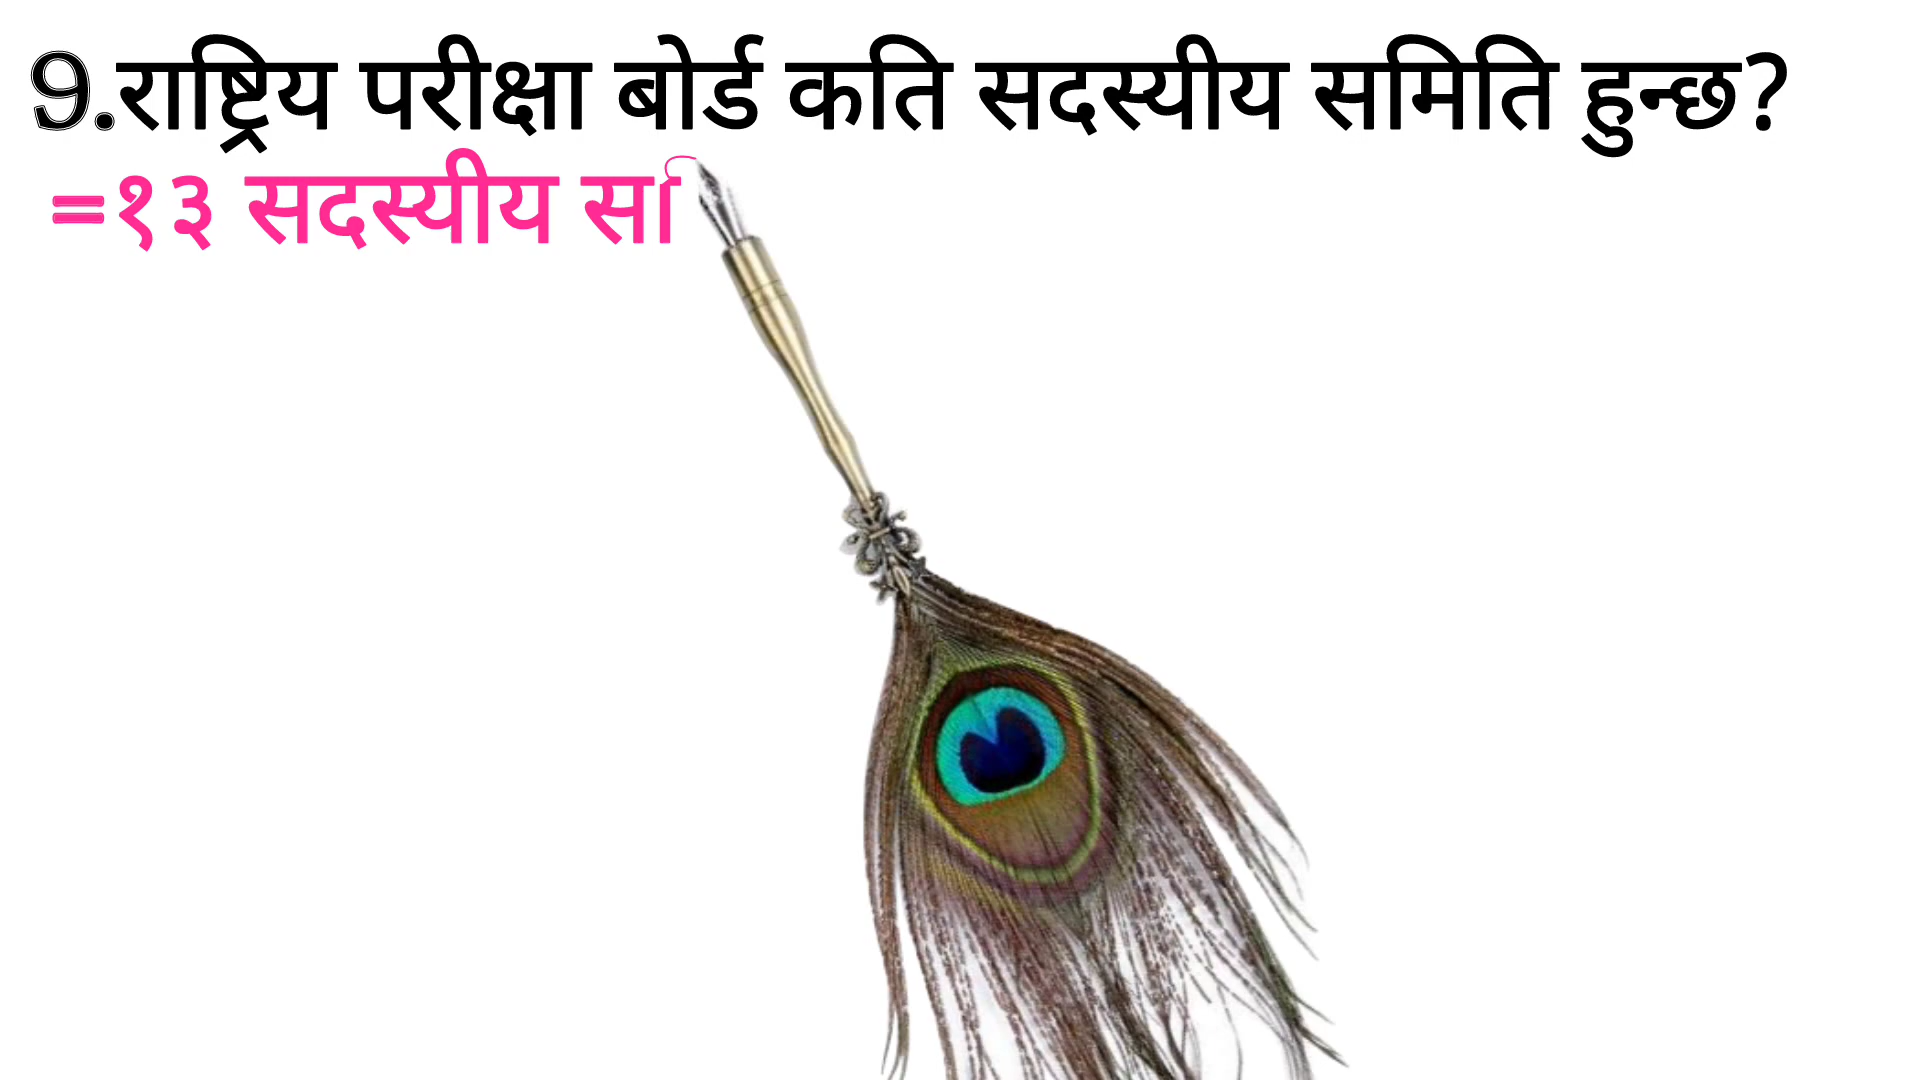 9.राष्ट्रिय परीक्षा बोर्ड कति सदस्यीय समिति हुन्छ?
=१३ सदस्यीय